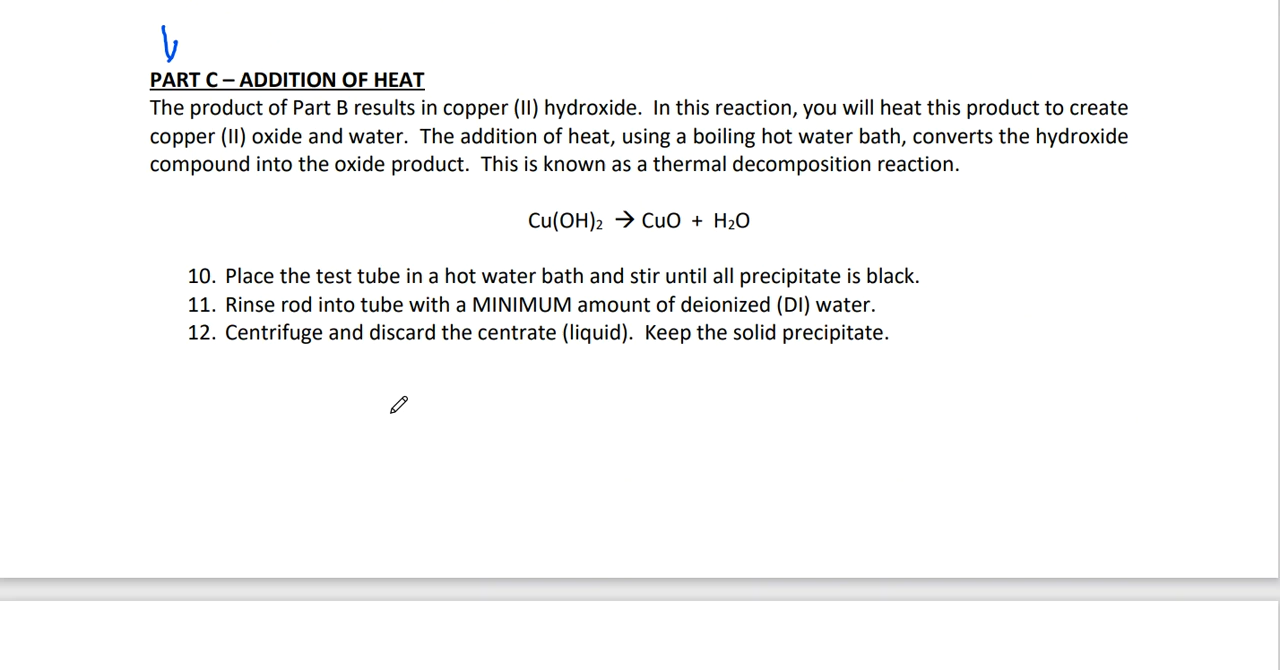 PART C – ADDITION OF HEAT
The product of Part B results in copper (II) hydroxide.  In this reaction, you will heat this product to create
copper (II) oxide and water.  The addition of heat, using a boiling hot water bath, converts the hydroxide
compound into the oxide product.  This is known as a thermal decomposition reaction.
Cu(OH)₂ → CuO + H₂O
10. Place the test tube in a hot water bath and stir until all precipitate is black.
11. Rinse rod into tube with a MINIMUM amount of deionized (DI) water.
12. Centrifuge and discard the centrate (liquid).  Keep the solid precipitate.